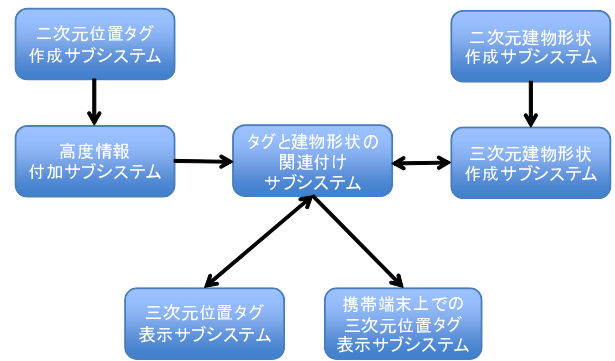 二次元位置タグ
作成サブシステム
二次元建物形状
作成サブシステム
高度情報
付加サブシステム
タグと建物形状の
関連付け
サブシステム
三次元建物形状
作成サブシステム
三次元位置タグ
表示サブシステム
携帯端末上での
三次元位置タグ
表示サブシステム